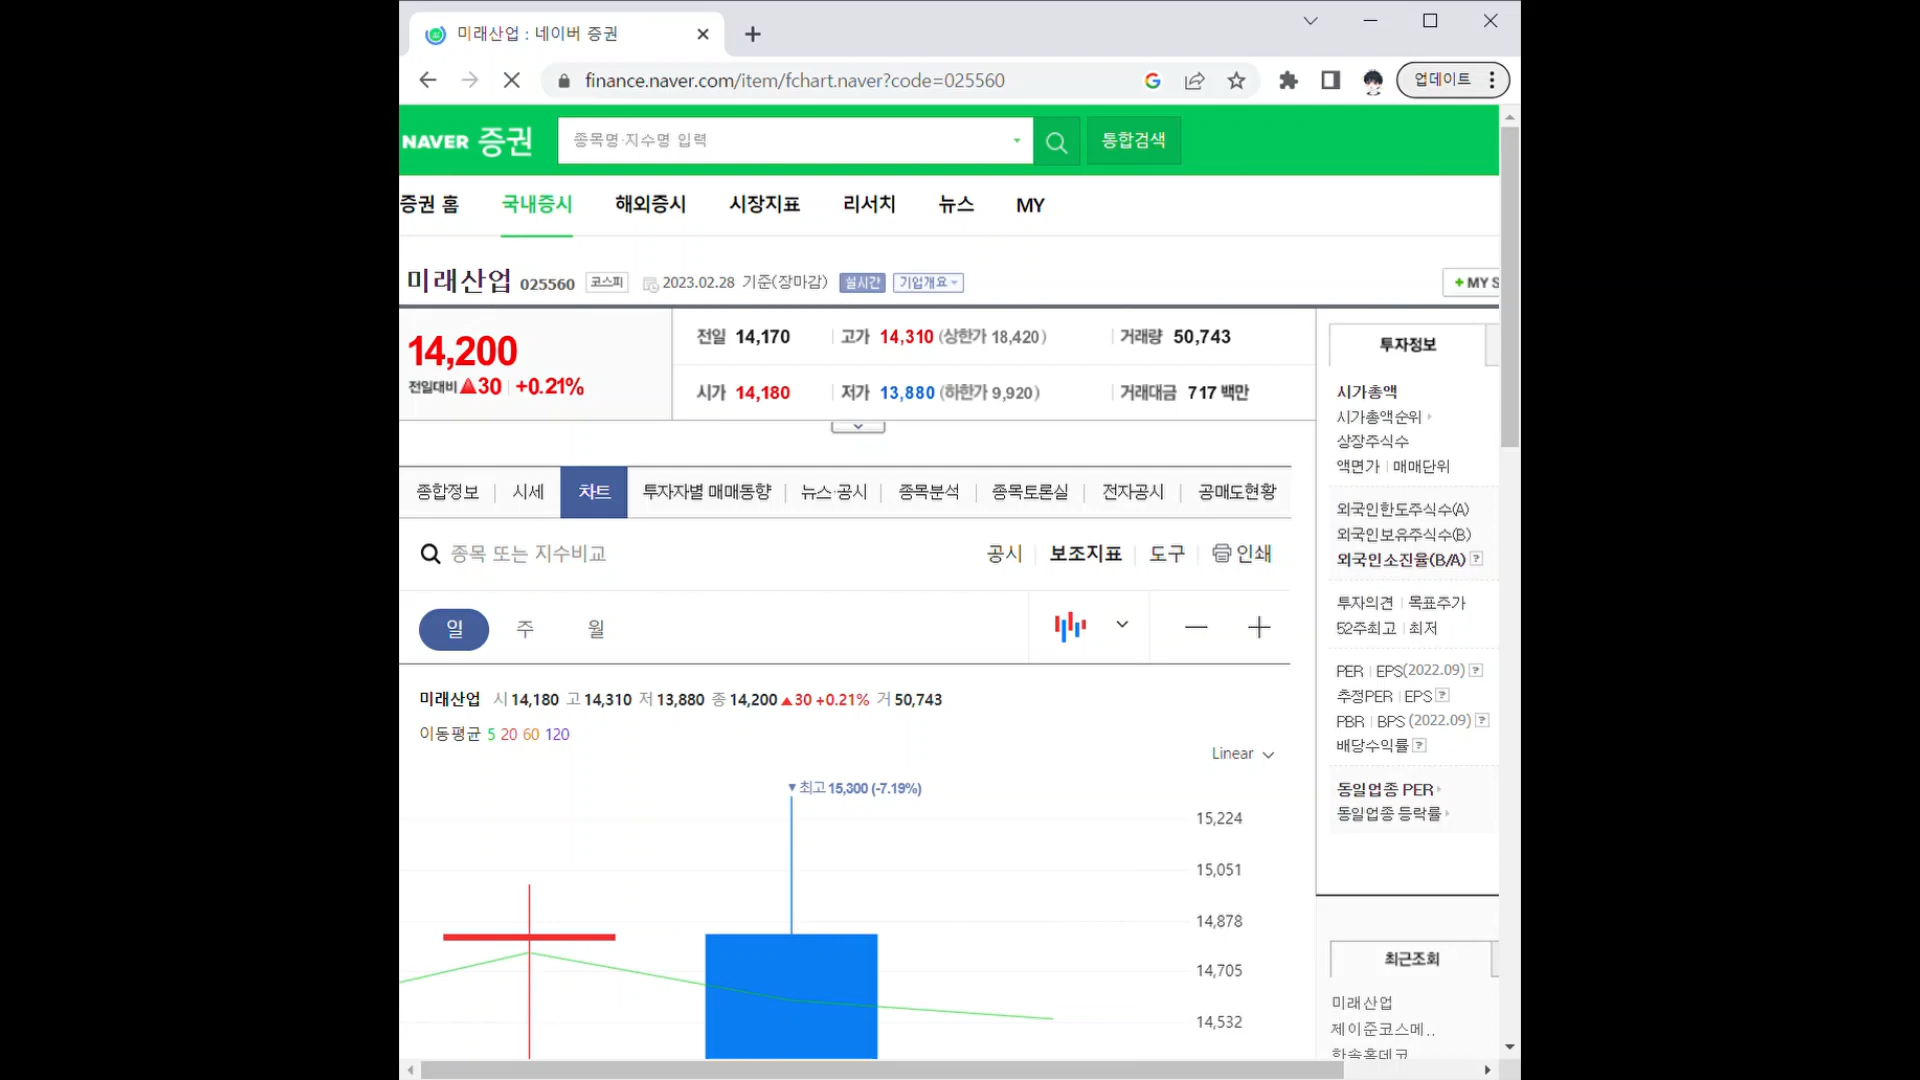 미래산업 : 네이버 증권
finance.naver.com/item/fchart.naver?code=025560
업데이트
NAVER 증권
종목명·지수명 입력
통합검색
증권 홈 국내증시 해외증시 시장지표 리서치 뉴스 MY
미래산업 025560 코스피 2023.02.28 기준(장마감) 실시간 기업개요
+ MY S
14,200
전일대비 ▲30 +0.21%
전일 14,170 고가 14,310 (상한가 18,420) 거래량 50,743
시가 14,180 저가 13,880 (하한가 9,920) 거래대금 717 백만
종합정보 시세 차트 투자자별 매매동향 뉴스·공시 종목분석 종목토론실 전자공시 공매도현황
종목 또는 지수비교
공시 보조지표 도구 인쇄
일 주 월
미래산업 시 14,180 고 14,310 저 13,880 종 14,200 ▲30 +0.21% 거 50,743
이동평균 5 20 60 120
Linear
▼최고 15,300 (-7.19%)
15,224
15,051
14,878
14,705
14,532
투자정보
시가총액
시가총액순위
상장주식수
액면가 | 매매단위
외국인한도주식수(A)
외국인보유주식수(B)
외국인소진율(B/A) ?
투자의견 | 목표주가
52주최고 | 최저
PER | EPS(2022.09) ?
추정PER | EPS ?
PBR | BPS (2022.09) ?
배당수익률 ?
동일업종 PER
동일업종 등락률
최근조회
미래산업
제이준코스메..
한솔홈데코